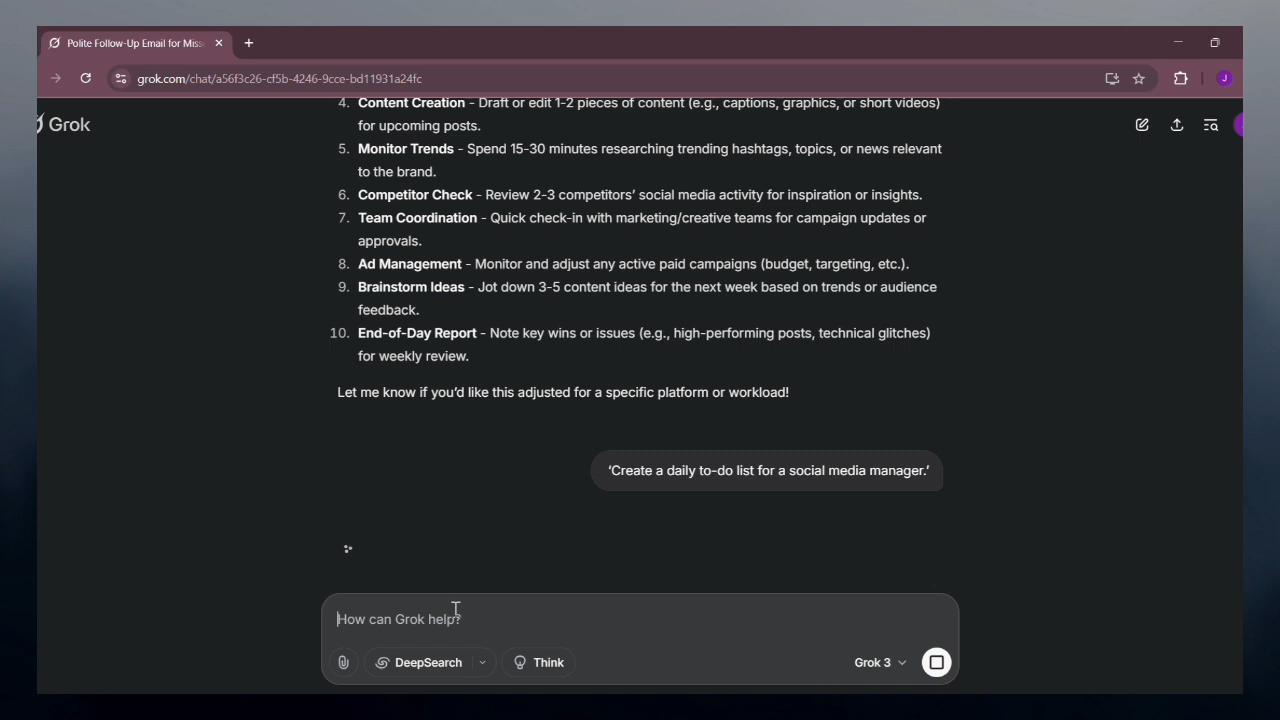 Polite Follow-Up Email for Miss
grok.com/chat/a56f3c26-cf5b-4246-9cce-bd11931a24fc
J
Grok
4. Content Creation - Draft or edit 1-2 pieces of content (e.g., captions, graphics, or short videos)
for upcoming posts.
5. Monitor Trends - Spend 15-30 minutes researching trending hashtags, topics, or news relevant
to the brand.
6. Competitor Check - Review 2-3 competitors’ social media activity for inspiration or insights.
7. Team Coordination - Quick check-in with marketing/creative teams for campaign updates or
approvals.
8. Ad Management - Monitor and adjust any active paid campaigns (budget, targeting, etc.).
9. Brainstorm Ideas - Jot down 3-5 content ideas for the next week based on trends or audience
feedback.
10. End-of-Day Report - Note key wins or issues (e.g., high-performing posts, technical glitches)
for weekly review.
Let me know if you’d like this adjusted for a specific platform or workload!
‘Create a daily to-do list for a social media manager.’
How can Grok help?
DeepSearch
Think
Grok 3